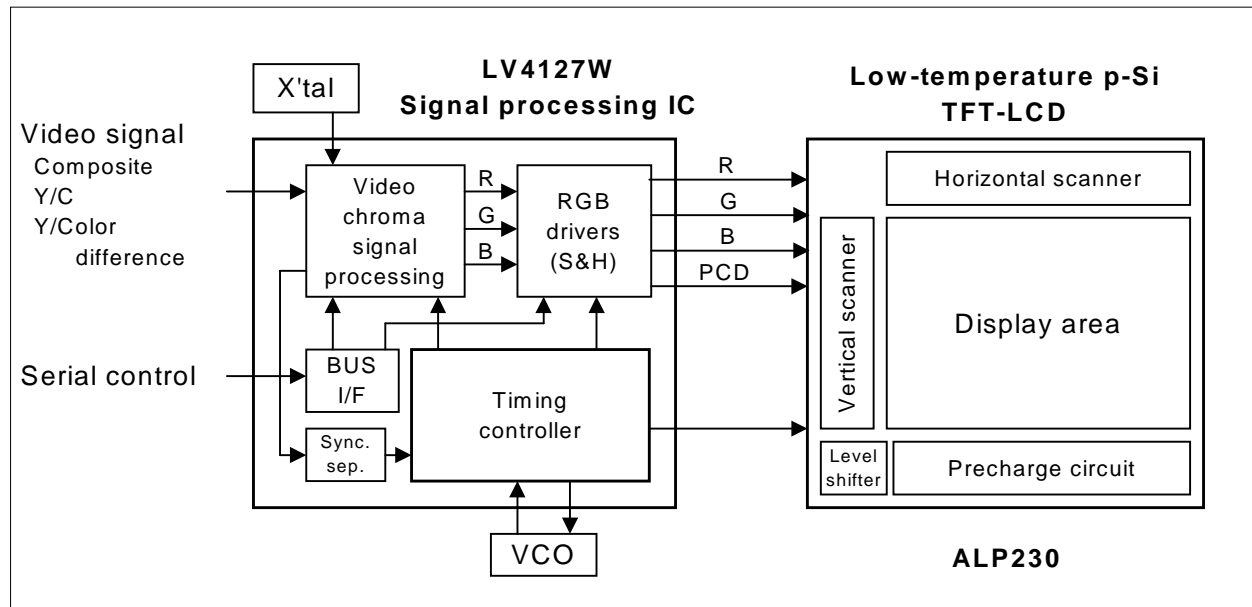 LV4127W
Signal processing IC
Low-temperature p-Si
TFT-LCD
X'tal
Video signal
Composite
Y/C
Y/Color
difference
Video
chroma
signal
processing
R
G
B
RGB
drivers
(S&H)
R
G
B
PCD
Horizontal scanner
Vertical scanner
Display area
Serial control
BUS
I/F
Timing
controller
Sync.
sep.
Level
shifter
Precharge circuit
VCO
ALP230